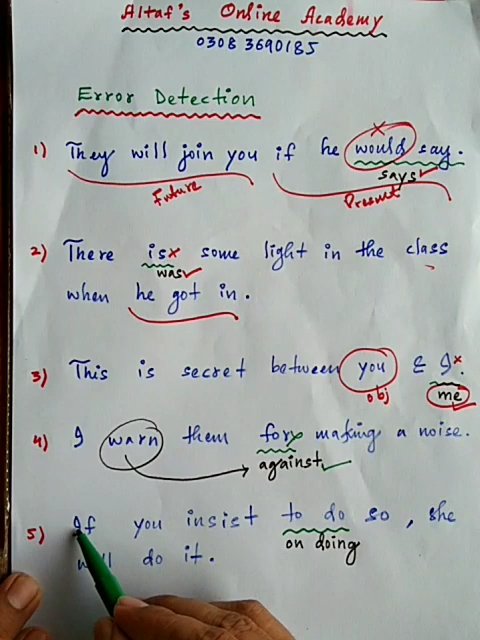 Altaf's Online Academy
0308 3690185
Error Detection
1) They will join you if he would say.
says
Future
Present
2) There is some light in the class
was
when he got in.
3) This is secret between you & I.
obj
me
4) I warn them for making a noise.
against
5) If you insist to do so, she
on doing
will do it.